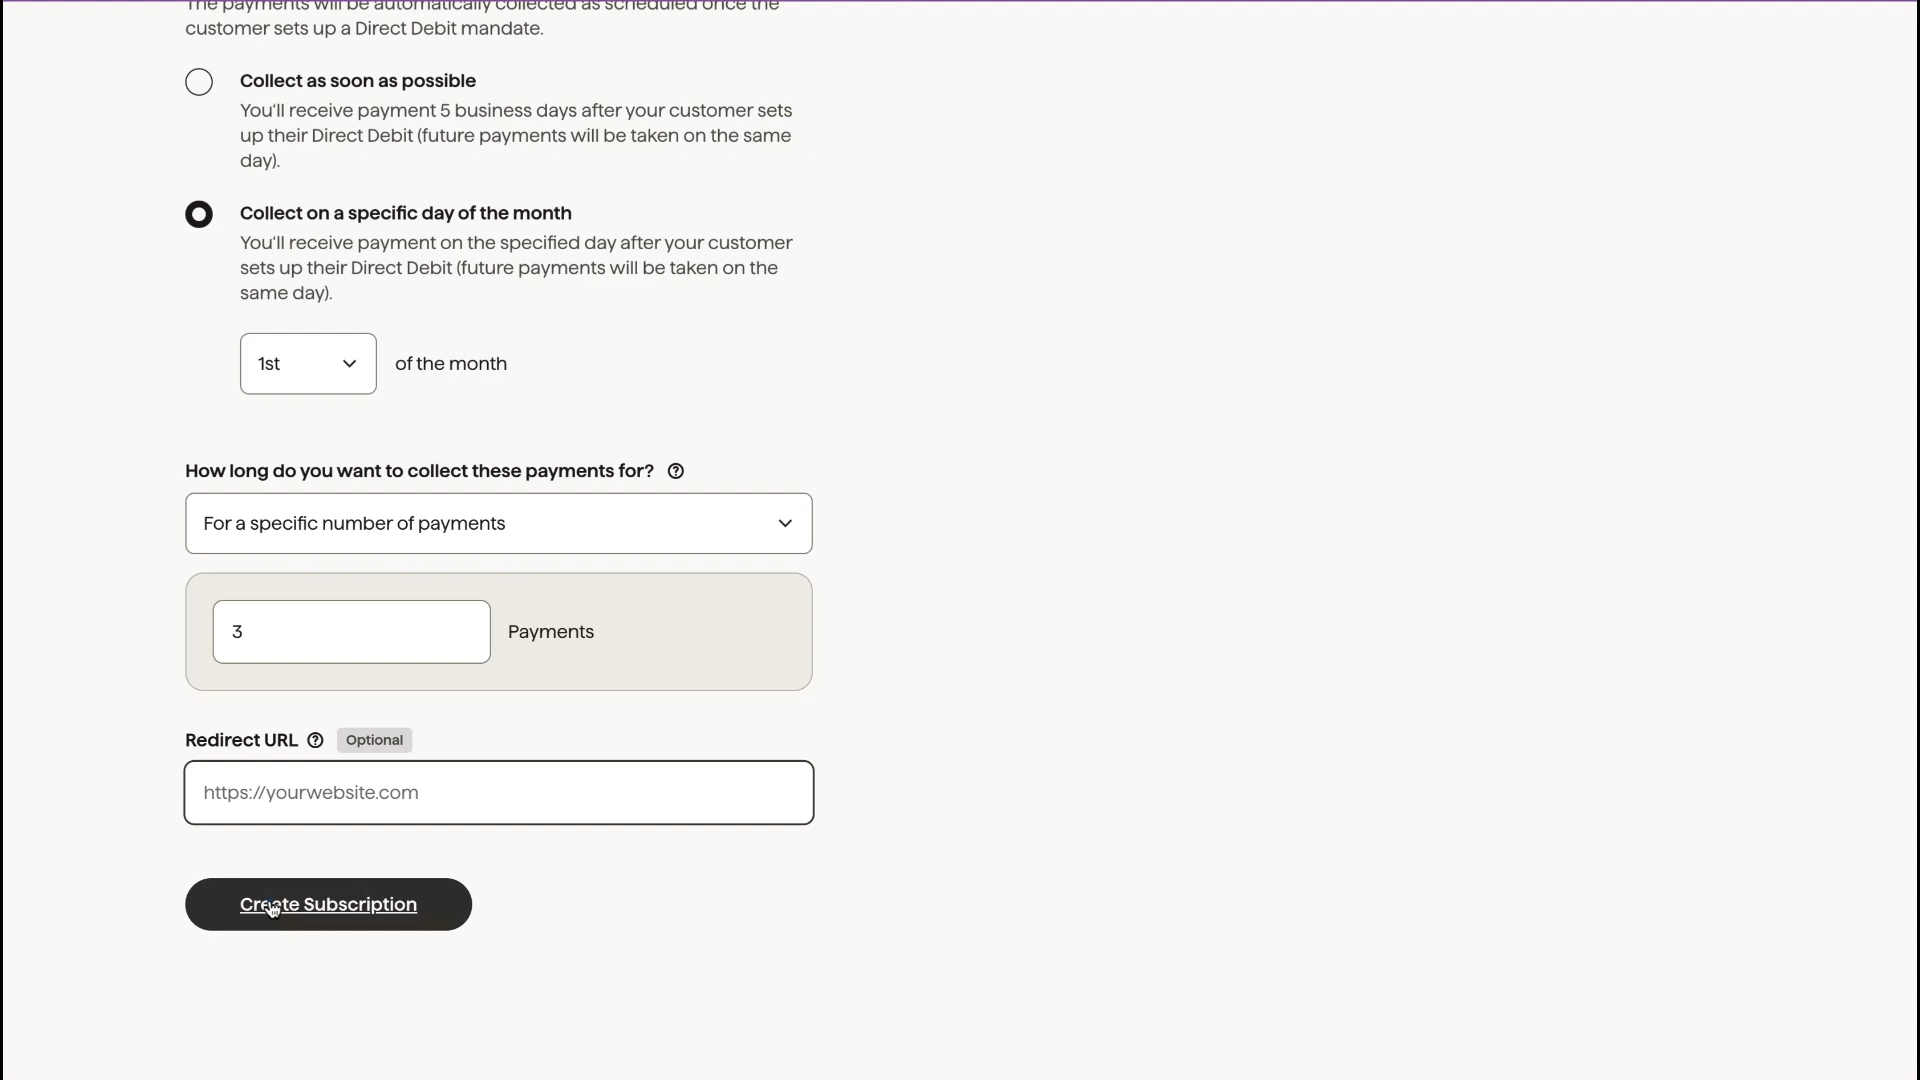 The payments will be automatically collected as scheduled once the
customer sets up a Direct Debit mandate.
Collect as soon as possible
You'll receive payment 5 business days after your customer sets
up their Direct Debit (future payments will be taken on the same
day).
Collect on a specific day of the month
You'll receive payment on the specified day after your customer
sets up their Direct Debit (future payments will be taken on the
same day).
1st of the month
How long do you want to collect these payments for?
For a specific number of payments
3 Payments
Redirect URL Optional
https://yourwebsite.com
Create Subscription